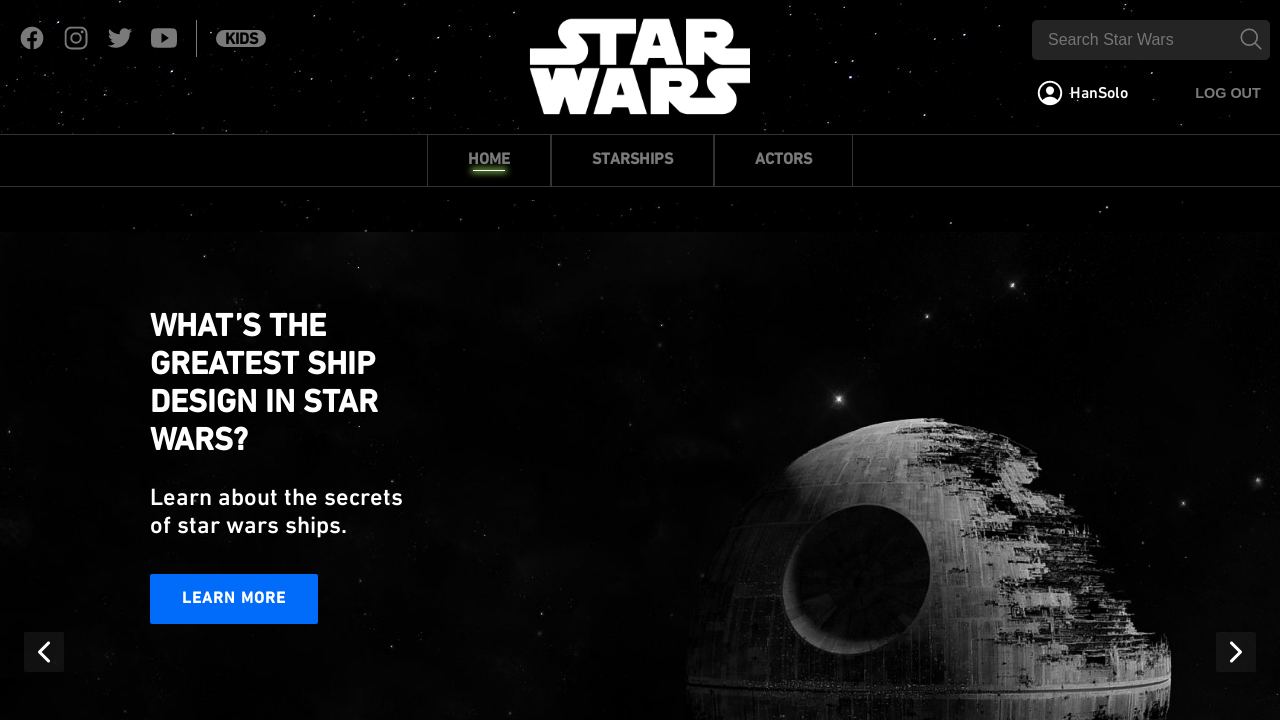 KIDS
STAR
WARS
Search Star Wars
HanSolo
LOG OUT
HOME
STARSHIPS
ACTORS
WHAT’S THE
GREATEST SHIP
DESIGN IN STAR
WARS?
Learn about the secrets
of star wars ships.
LEARN MORE